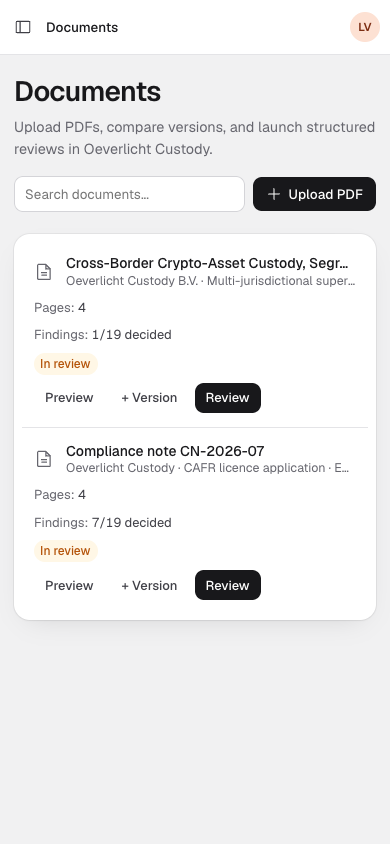 Documents
LV
Documents
Upload PDFs, compare versions, and launch structured
reviews in Oeverlicht Custody.
Search documents...
Upload PDF
Cross-Border Crypto-Asset Custody, Segr...
Oeverlicht Custody B.V. · Multi-jurisdictional super...
Pages: 4
Findings: 1/19 decided
In review
Preview
+ Version
Review
Compliance note CN-2026-07
Oeverlicht Custody · CAFR licence application · E...
Pages: 4
Findings: 7/19 decided
In review
Preview
+ Version
Review